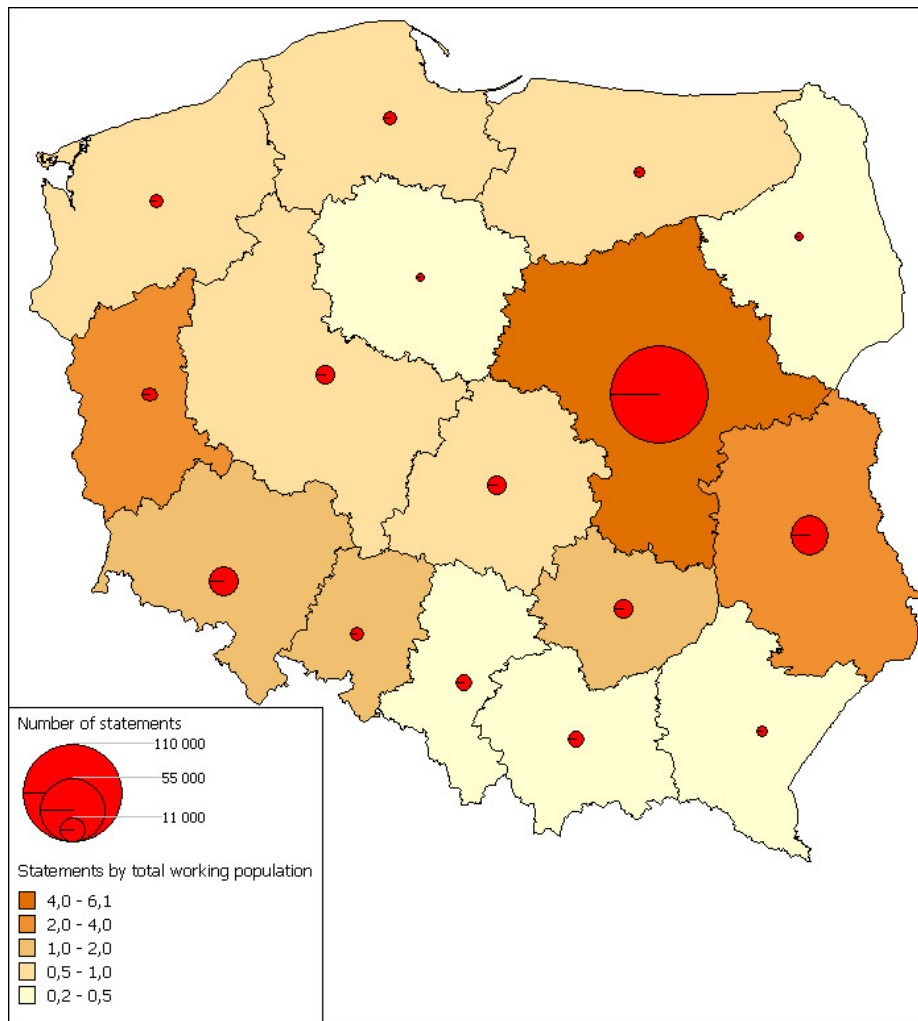 Number of statements
110 000
55 000
11 000
Statements by total working population
4,0 - 6,1
2,0 - 4,0
1,0 - 2,0
0,5 - 1,0
0,2 - 0,5